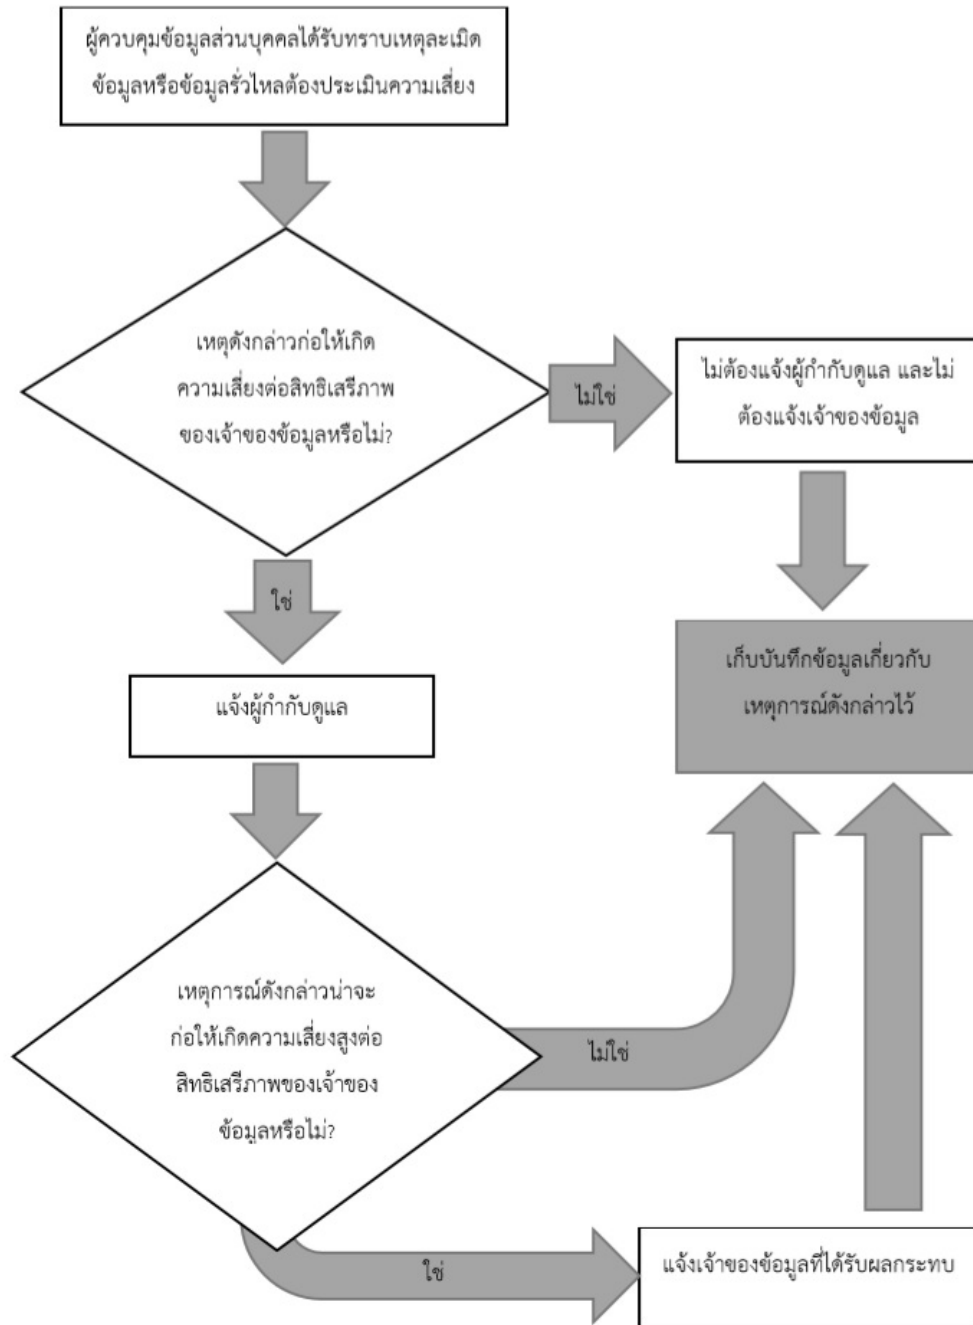 ผู้ควบคุมข้อมูลส่วนบุคคลได้รับทราบเหตุละเมิด
ข้อมูลหรือข้อมูลรั่วไหลต้องประเมินความเสี่ยง
เหตุดังกล่าวก่อให้เกิด
ความเสี่ยงต่อสิทธิเสรีภาพ
ของเจ้าของข้อมูลหรือไม่?
ไม่ใช่
ไม่ต้องแจ้งผู้กำกับดูแล และไม่
ต้องแจ้งเจ้าของข้อมูล
ใช่
แจ้งผู้กำกับดูแล
เก็บบันทึกข้อมูลเกี่ยวกับ
เหตุการณ์ดังกล่าวไว้
เหตุการณ์ดังกล่าวน่าจะ
ก่อให้เกิดความเสี่ยงสูงต่อ
สิทธิเสรีภาพของเจ้าของ
ข้อมูลหรือไม่?
ไม่ใช่
ใช่
แจ้งเจ้าของข้อมูลที่ได้รับผลกระทบ